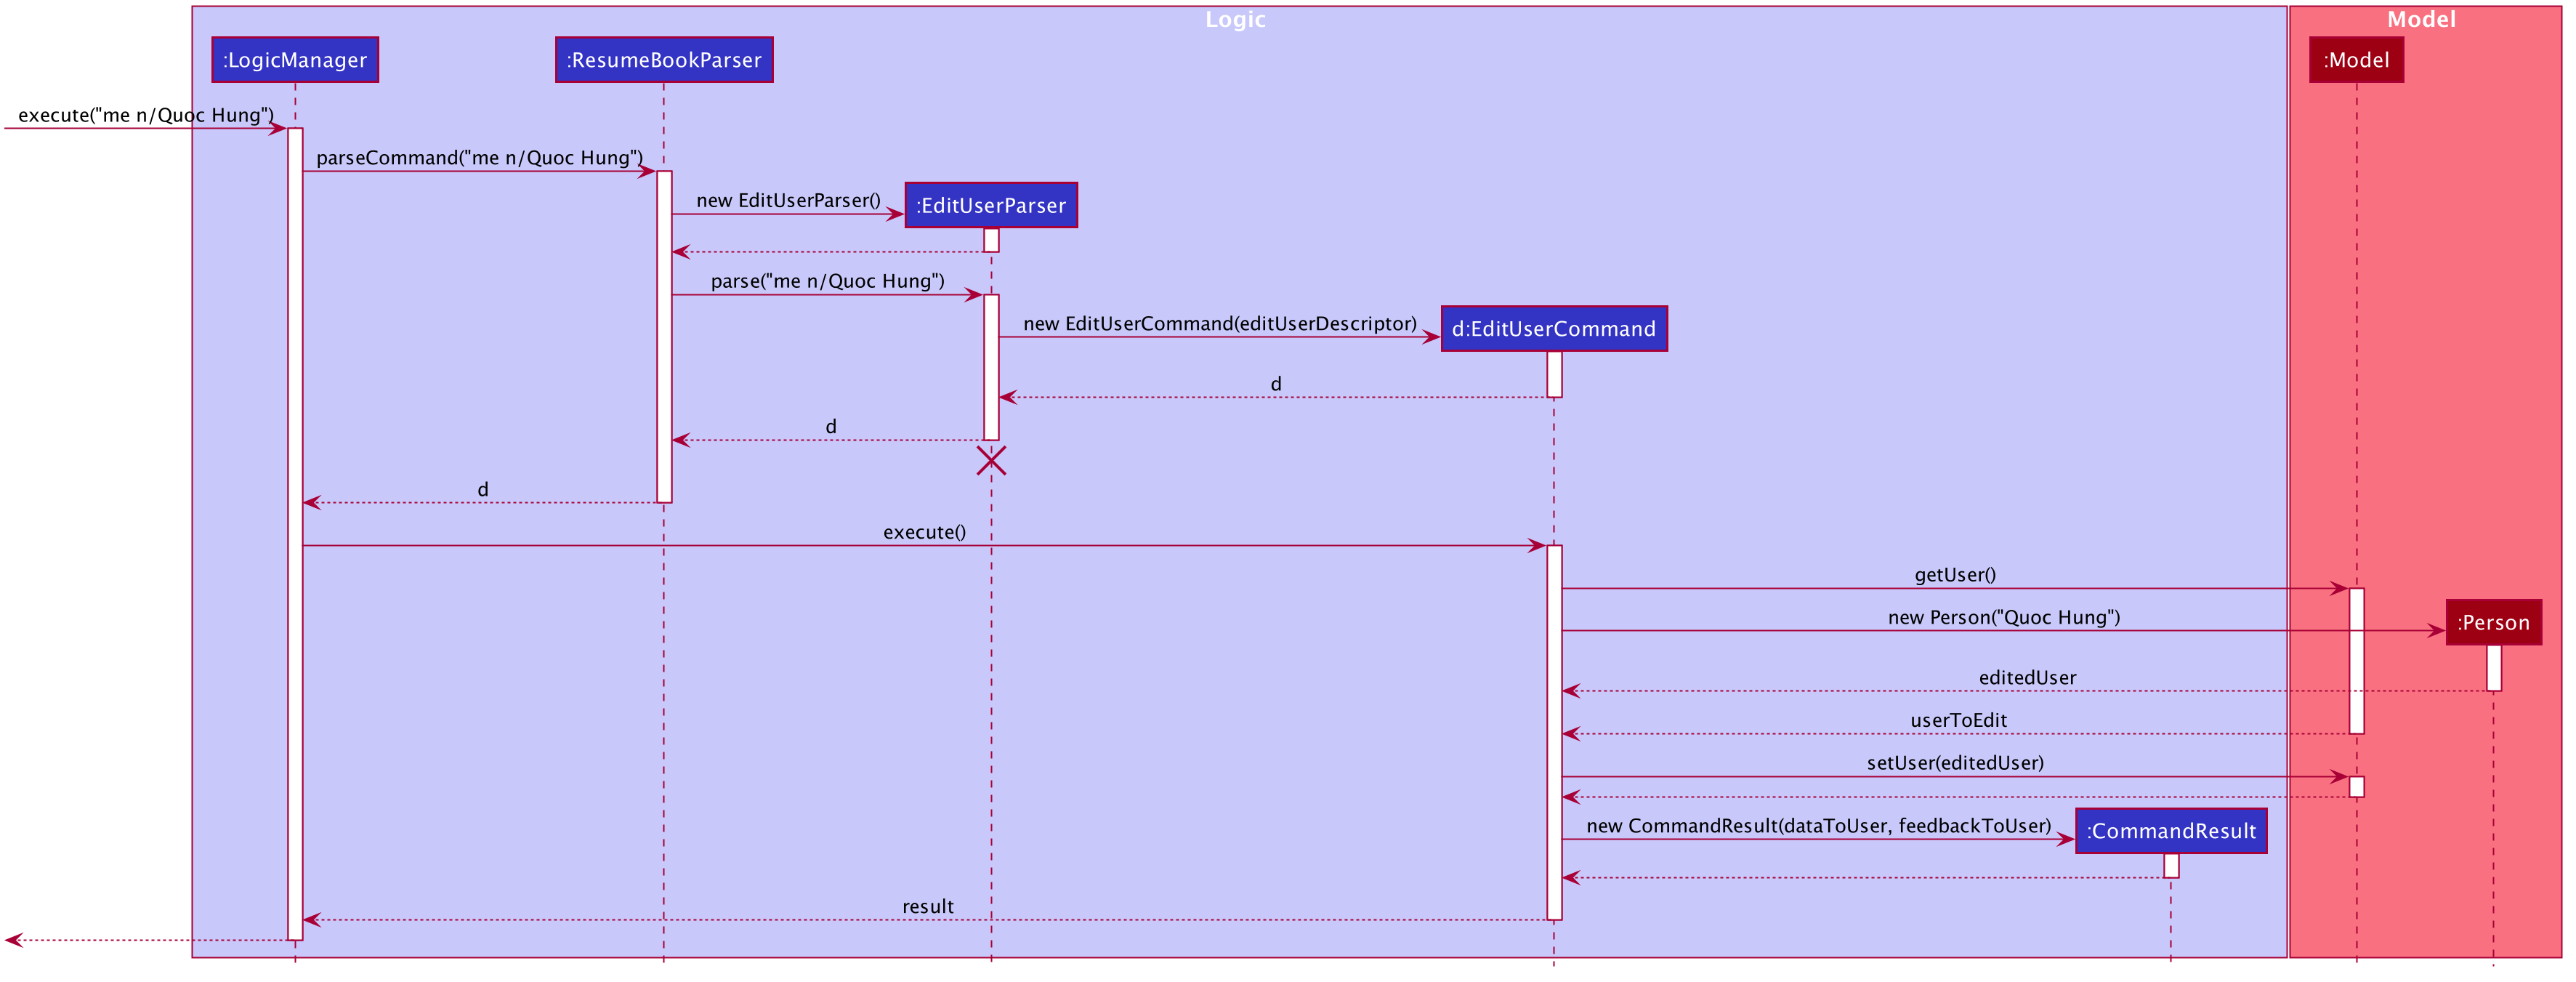 Logic
Model
:LogicManager
:ResumeBookParser
:Model
execute("me n/Quoc Hung")
parseCommand("me n/Quoc Hung")
new EditUserParser()
:EditUserParser
parse("me n/Quoc Hung")
new EditUserCommand(editUserDescriptor)
d:EditUserCommand
d
d
d
execute()
getUser()
new Person("Quoc Hung")
:Person
editedUser
userToEdit
setUser(editedUser)
new CommandResult(dataToUser, feedbackToUser)
:CommandResult
result